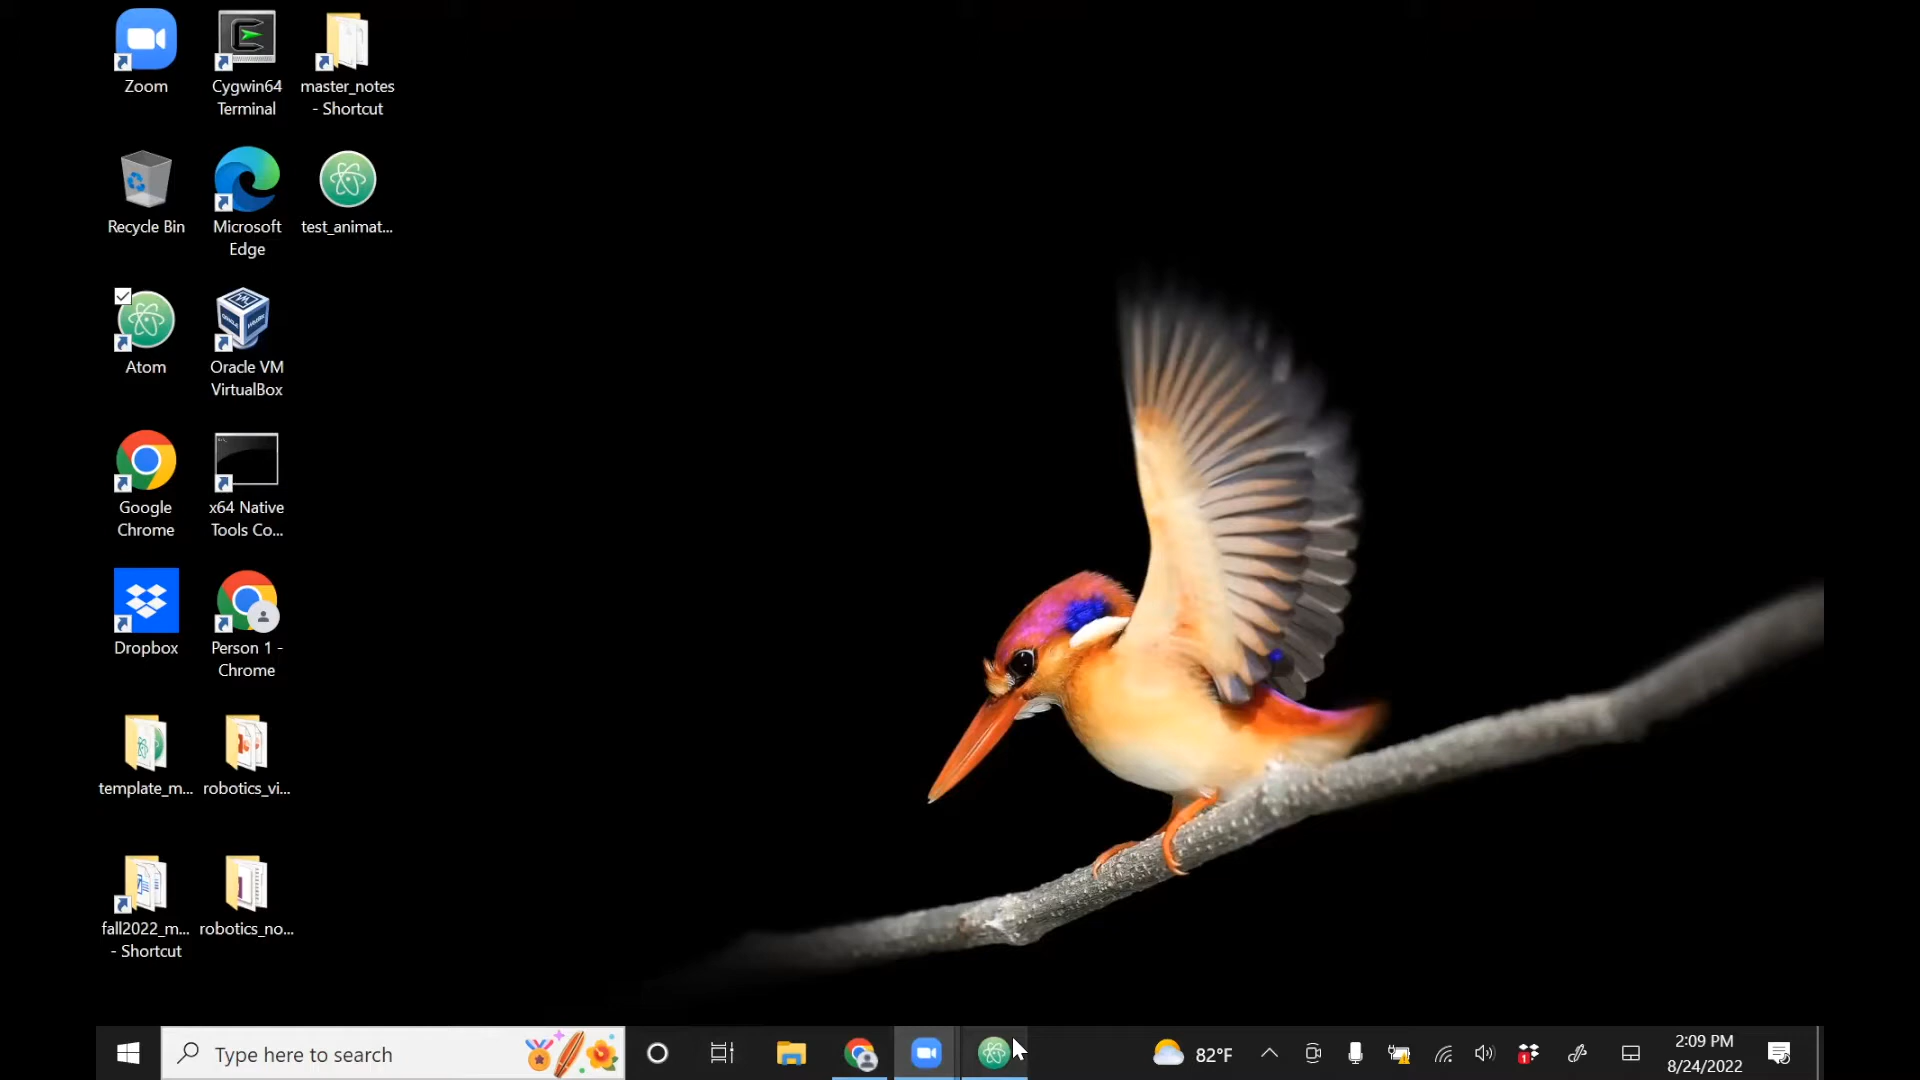 Zoom
Cygwin64
Terminal
master_notes
- Shortcut
Recycle Bin
Microsoft
Edge
test_animat...
Atom
Oracle VM
VirtualBox
Google
Chrome
x64 Native
Tools Co...
Dropbox
Person 1 -
Chrome
template_m...
robotics_vi...
fall2022_m...
- Shortcut
robotics_no...
Type here to search
82°F
1
2:09 PM
8/24/2022